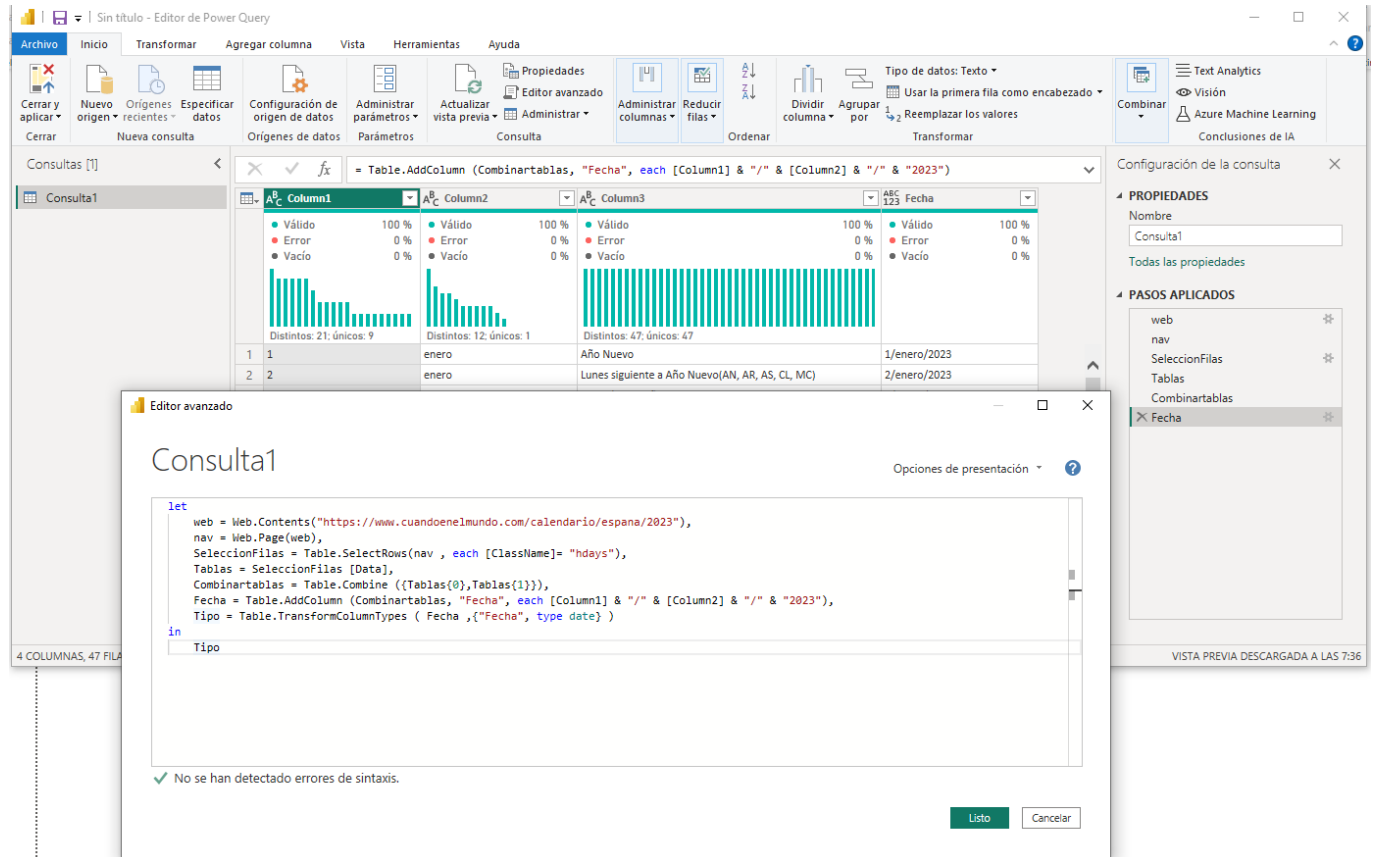 Sin título - Editor de Power Query
Archivo Inicio Transformar Agregar columna Vista Herramientas Ayuda
Cerrar y aplicar
Nuevo origen
Orígenes recientes
Especificar datos
Configuración de origen de datos
Administrar parámetros
Actualizar vista previa
Propiedades
Editor avanzado
Administrar
Administrar columnas
Reducir filas
Dividir columna
Agrupar por
Tipo de datos: Texto
Usar la primera fila como encabezado
Reemplazar los valores
Combinar
Text Analytics
Visión
Azure Machine Learning
Cerrar Nueva consulta Orígenes de datos Parámetros Consulta Ordenar Transformar Conclusiones de IA
Consultas [1]
Consulta1
fx = Table.AddColumn (Combinartablas, "Fecha", each [Column1] & "/" & [Column2] & "/" & "2023")
ABC Column1 ABC Column2 ABC Column3 ABC 123 Fecha
Válido 100 % Válido 100 % Válido 100 % Válido 100 %
Error 0 % Error 0 % Error 0 % Error 0 %
Vacío 0 % Vacío 0 % Vacío 0 % Vacío 0 %
Distintos: 21; únicos: 9 Distintos: 12; únicos: 1 Distintos: 47; únicos: 47
1 1 enero Año Nuevo 1/enero/2023
2 2 enero Lunes siguiente a Año Nuevo(AN, AR, AS, CL, MC) 2/enero/2023
Configuración de la consulta
PROPIEDADES
Nombre
Consulta1
Todas las propiedades
PASOS APLICADOS
web
nav
SeleccionFilas
Tablas
Combinartablas
Fecha
Editor avanzado
Consulta1
Opciones de presentación
let
web = Web.Contents("https://www.cuandoenelmundo.com/calendario/espana/2023"),
nav = Web.Page(web),
SeleccionFilas = Table.SelectRows(nav , each [ClassName]= "hdays"),
Tablas = SeleccionFilas [Data],
Combinartablas = Table.Combine ({Tablas{0},Tablas{1}}),
Fecha = Table.AddColumn (Combinartablas, "Fecha", each [Column1] & "/" & [Column2] & "/" & "2023"),
Tipo = Table.TransformColumnTypes ( Fecha ,{"Fecha", type date} )
in
Tipo
No se han detectado errores de sintaxis.
Listo Cancelar
4 COLUMNAS, 47 FILA
VISTA PREVIA DESCARGADA A LAS 7:36